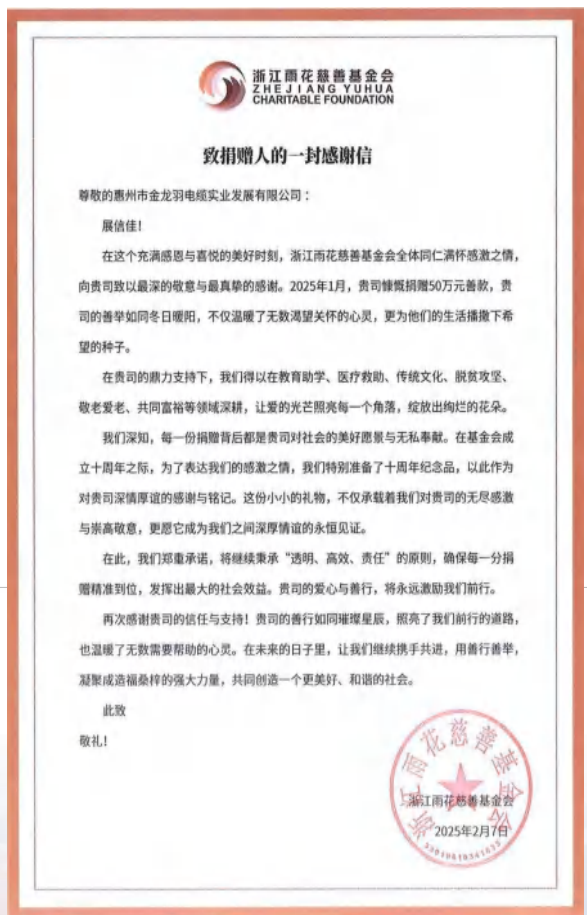 浙江雨花慈善基金会
ZHEJIANG YUHUA
CHARITABLE FOUNDATION
致捐赠人的一封感谢信
尊敬的惠州市金龙羽电缆实业发展有限公司：
展信佳！
在这个充满感恩与喜悦的美好时刻，浙江雨花慈善基金会全体同仁满怀感激之情，
向贵司致以最深的敬意与最真挚的感谢。2025年1月，贵司慷慨捐赠50万元善款，贵
司的善举如同冬日暖阳，不仅温暖了无数渴望关怀的心灵，更为他们的生活播撒下希
望的种子。
在贵司的鼎力支持下，我们得以在教育助学、医疗救助、传统文化、脱贫攻坚、
敬老爱老、共同富裕等领域深耕，让爱的光芒照亮每一个角落，绽放出绚烂的花朵。
我们深知，每一份捐赠背后都是贵司对社会的美好愿景与无私奉献。在基金会成
立十周年之际，为了表达我们的感激之情，我们特别准备了十周年纪念品，以此作为
对贵司深情厚谊的感谢与铭记。这份小小的礼物，不仅承载着我们对贵司的无尽感激
与崇高敬意，更愿它成为我们之间深厚情谊的永恒见证。
在此，我们郑重承诺，将继续秉承“透明、高效、责任”的原则，确保每一分捐
赠精准到位，发挥出最大的社会效益。贵司的爱心与善行，将永远激励我们前行。
再次感谢贵司的信任与支持！贵司的善行如同璀璨星辰，照亮了我们前行的道路，
也温暖了无数需要帮助的心灵。在未来的日子里，让我们继续携手共进，用善行善举，
凝聚成造福桑梓的强大力量，共同创造一个更美好、和谐的社会。
此致
敬礼！
浙江雨花慈善基金会
浙江雨花慈善基金会
2025年2月7日